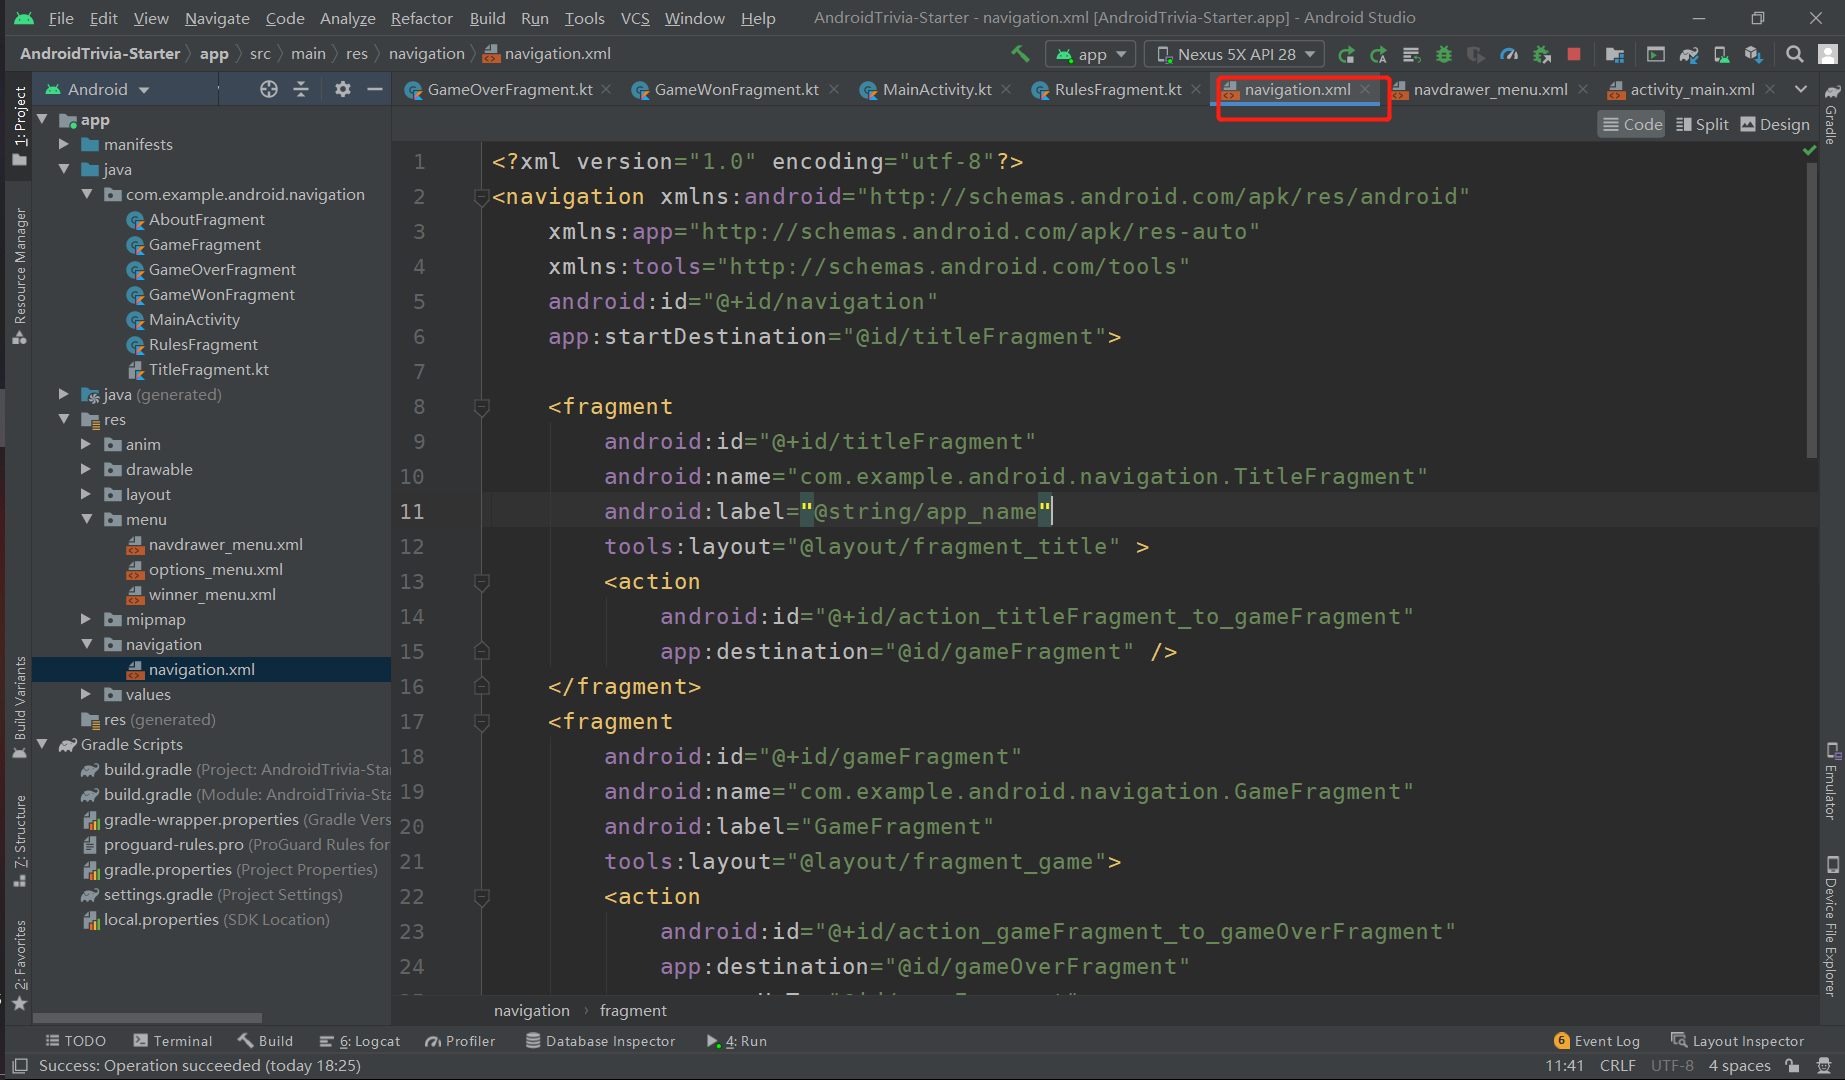 File Edit View Navigate Code Analyze Refactor Build Run Tools VCS Window Help AndroidTrivia-Starter - navigation.xml [AndroidTrivia-Starter.app] - Android Studio
AndroidTrivia-Starter app src main res navigation navigation.xml app Nexus 5X API 28
Android GameOverFragment.kt GameWonFragment.kt MainActivity.kt RulesFragment.kt navigation.xml navdrawer_menu.xml activity_main.xml
Code Split Design
1: Project
Resource Manager
Build Variants
7: Structure
2: Favorites
app
manifests
java
com.example.android.navigation
AboutFragment
GameFragment
GameOverFragment
GameWonFragment
MainActivity
RulesFragment
TitleFragment.kt
java (generated)
res
anim
drawable
layout
menu
navdrawer_menu.xml
options_menu.xml
winner_menu.xml
mipmap
navigation
navigation.xml
values
res (generated)
Gradle Scripts
build.gradle (Project: AndroidTrivia-Sta
build.gradle (Module: AndroidTrivia-Sta
gradle-wrapper.properties (Gradle Vers
proguard-rules.pro (ProGuard Rules for
gradle.properties (Project Properties)
settings.gradle (Project Settings)
local.properties (SDK Location)
1 <?xml version="1.0" encoding="utf-8"?>
2 <navigation xmlns:android="http://schemas.android.com/apk/res/android"
3 xmlns:app="http://schemas.android.com/apk/res-auto"
4 xmlns:tools="http://schemas.android.com/tools"
5 android:id="@+id/navigation"
6 app:startDestination="@id/titleFragment">
7
8 <fragment
9 android:id="@+id/titleFragment"
10 android:name="com.example.android.navigation.TitleFragment"
11 android:label="@string/app_name"
12 tools:layout="@layout/fragment_title" >
13 <action
14 android:id="@+id/action_titleFragment_to_gameFragment"
15 app:destination="@id/gameFragment" />
16 </fragment>
17 <fragment
18 android:id="@+id/gameFragment"
19 android:name="com.example.android.navigation.GameFragment"
20 android:label="GameFragment"
21 tools:layout="@layout/fragment_game">
22 <action
23 android:id="@+id/action_gameFragment_to_gameOverFragment"
24 app:destination="@id/gameOverFragment"
navigation fragment
Gradle
Emulator
Device File Explorer
TODO Terminal Build 6: Logcat Profiler Database Inspector 4: Run 6 Event Log Layout Inspector
Success: Operation succeeded (today 18:25) 11:41 CRLF UTF-8 4 spaces